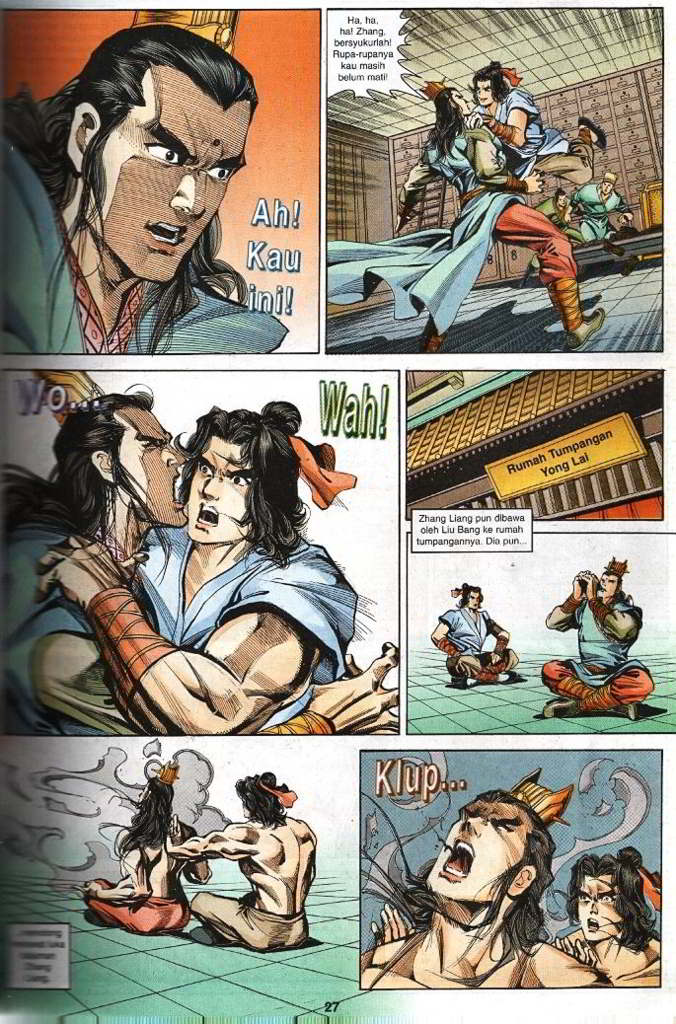 Ah!
Kau
ini!
Ha, ha,
ha! Zhang,
bersyukurlah!
Rupa-rupanya
kau masih
belum mati!
8
Wo....
Wah!
Rumah Tumpangan
Yong Lai
Zhang Liang pun dibawa
oleh Liu Bang ke rumah
tumpangannya. Dia pun...
Klup...
27